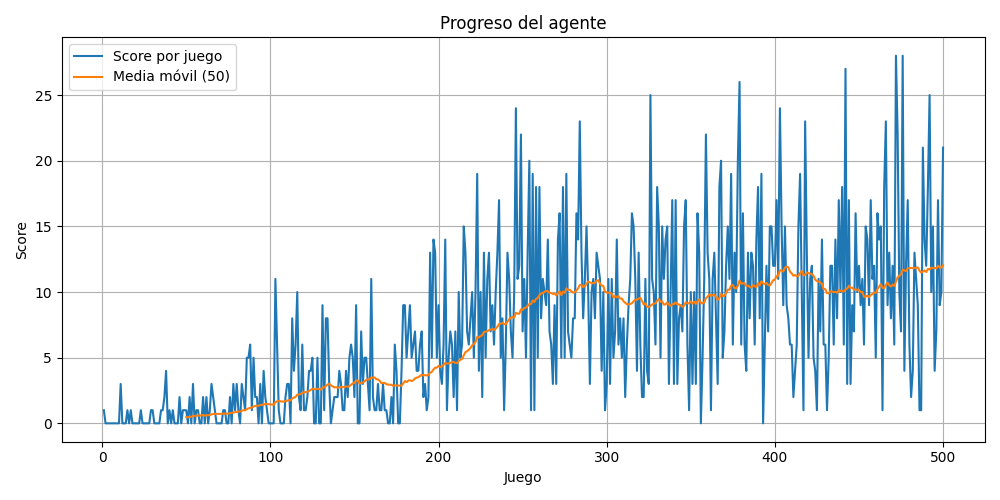 Progreso del agente
Score por juego
Media móvil (50)
Score
25
20
15
10
5
0
0 100 200 300 400 500
Juego